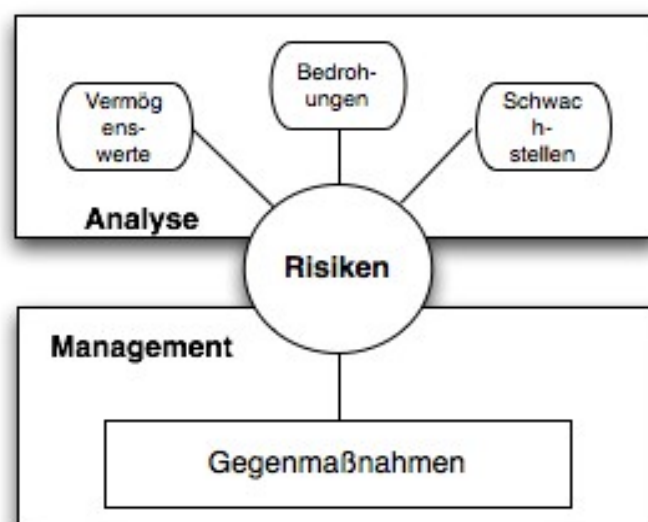 Bedroh-
ungen
Vermög
ens-
werte
Schwac
h-
stellen
Analyse
Risiken
Management
Gegenmaßnahmen